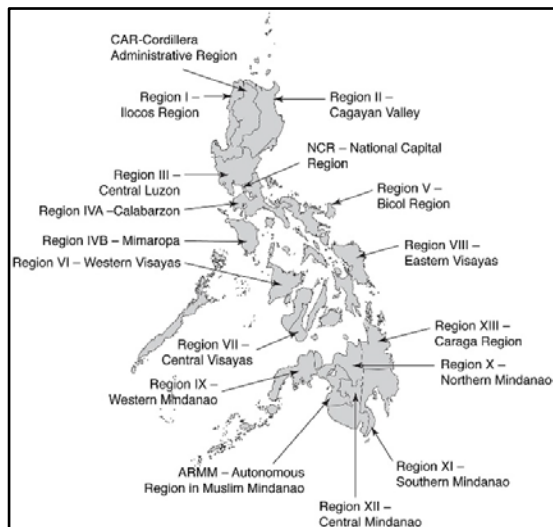 CAR-Cordillera
Administrative Region
Region I –
Ilocos Region
Region II –
Cagayan Valley
NCR – National Capital
Region
Region III –
Central Luzon
Region V –
Bicol Region
Region IVA – Calabarzon
Region IVB – Mimaropa
Region VIII –
Eastern Visayas
Region VI – Western Visayas
Region XIII –
Caraga Region
Region VII –
Central Visayas
Region X –
Northern Mindanao
Region IX –
Western Mindanao
ARMM – Autonomous
Region in Muslim Mindanao
Region XI –
Southern Mindanao
Region XII –
Central Mindanao